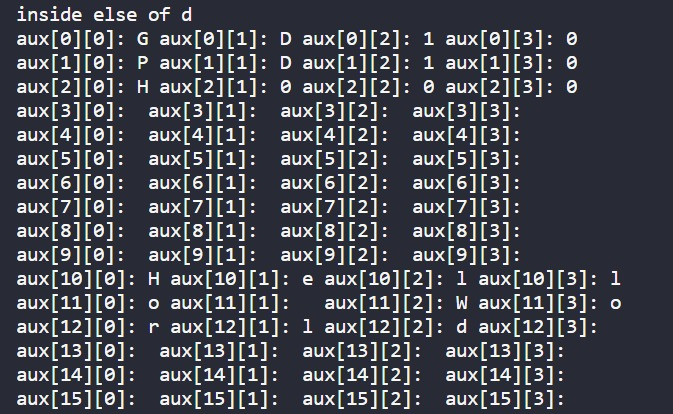 inside else of d
aux[0][0]: G aux[0][1]: D aux[0][2]: 1 aux[0][3]: 0
aux[1][0]: P aux[1][1]: D aux[1][2]: 1 aux[1][3]: 0
aux[2][0]: H aux[2][1]: 0 aux[2][2]: 0 aux[2][3]: 0
aux[3][0]:  aux[3][1]:  aux[3][2]:  aux[3][3]:
aux[4][0]:  aux[4][1]:  aux[4][2]:  aux[4][3]:
aux[5][0]:  aux[5][1]:  aux[5][2]:  aux[5][3]:
aux[6][0]:  aux[6][1]:  aux[6][2]:  aux[6][3]:
aux[7][0]:  aux[7][1]:  aux[7][2]:  aux[7][3]:
aux[8][0]:  aux[8][1]:  aux[8][2]:  aux[8][3]:
aux[9][0]:  aux[9][1]:  aux[9][2]:  aux[9][3]:
aux[10][0]: H aux[10][1]: e aux[10][2]: l aux[10][3]: l
aux[11][0]: o aux[11][1]:   aux[11][2]: W aux[11][3]: o
aux[12][0]: r aux[12][1]: l aux[12][2]: d aux[12][3]:
aux[13][0]:  aux[13][1]:  aux[13][2]:  aux[13][3]:
aux[14][0]:  aux[14][1]:  aux[14][2]:  aux[14][3]:
aux[15][0]:  aux[15][1]:  aux[15][2]:  aux[15][3]: